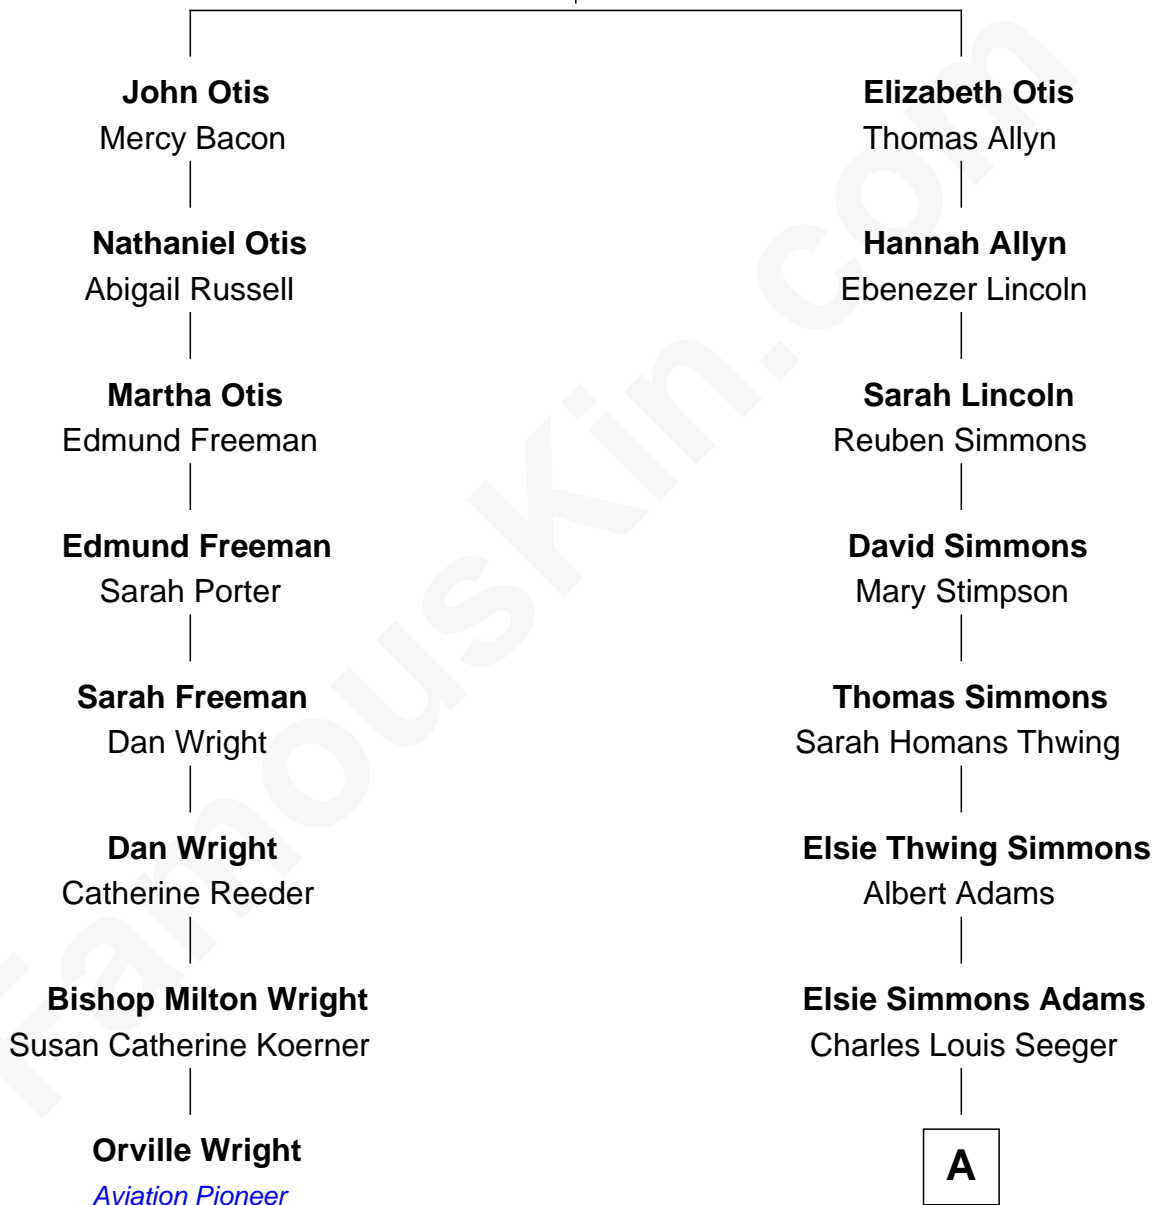 John Otis
Mercy Bacon
Elizabeth Otis
Thomas Allyn
Nathaniel Otis
Abigail Russell
Hannah Allyn
Ebenezer Lincoln
Martha Otis
Edmund Freeman
Sarah Lincoln
Reuben Simmons
Edmund Freeman
Sarah Porter
David Simmons
Mary Stimpson
Sarah Freeman
Dan Wright
Thomas Simmons
Sarah Homans Thwing
Dan Wright
Catherine Reeder
Elsie Thwing Simmons
Albert Adams
Bishop Milton Wright
Susan Catherine Koerner
Elsie Simmons Adams
Charles Louis Seeger
Orville Wright
Aviation Pioneer
A
FamousKin.com